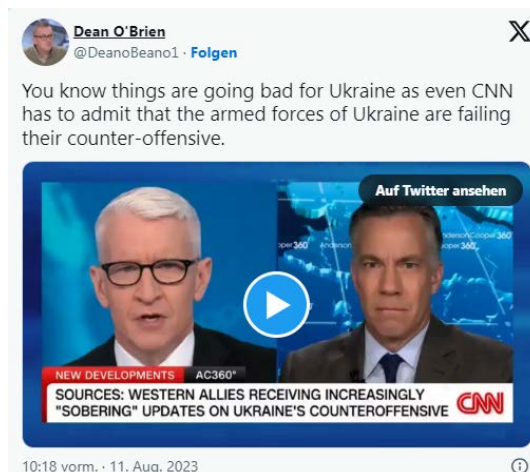 Dean O'Brien
@DeanoBeano1 · Folgen
You know things are going bad for Ukraine as even CNN
has to admit that the armed forces of Ukraine are failing
their counter-offensive.
Auf Twitter ansehen
AndersonCooper 360°
NEW DEVELOPMENTS AC360°
SOURCES: WESTERN ALLIES RECEIVING INCREASINGLY
"SOBERING" UPDATES ON UKRAINE'S COUNTEROFFENSIVE
CNN
10:18 vorm. · 11. Aug. 2023